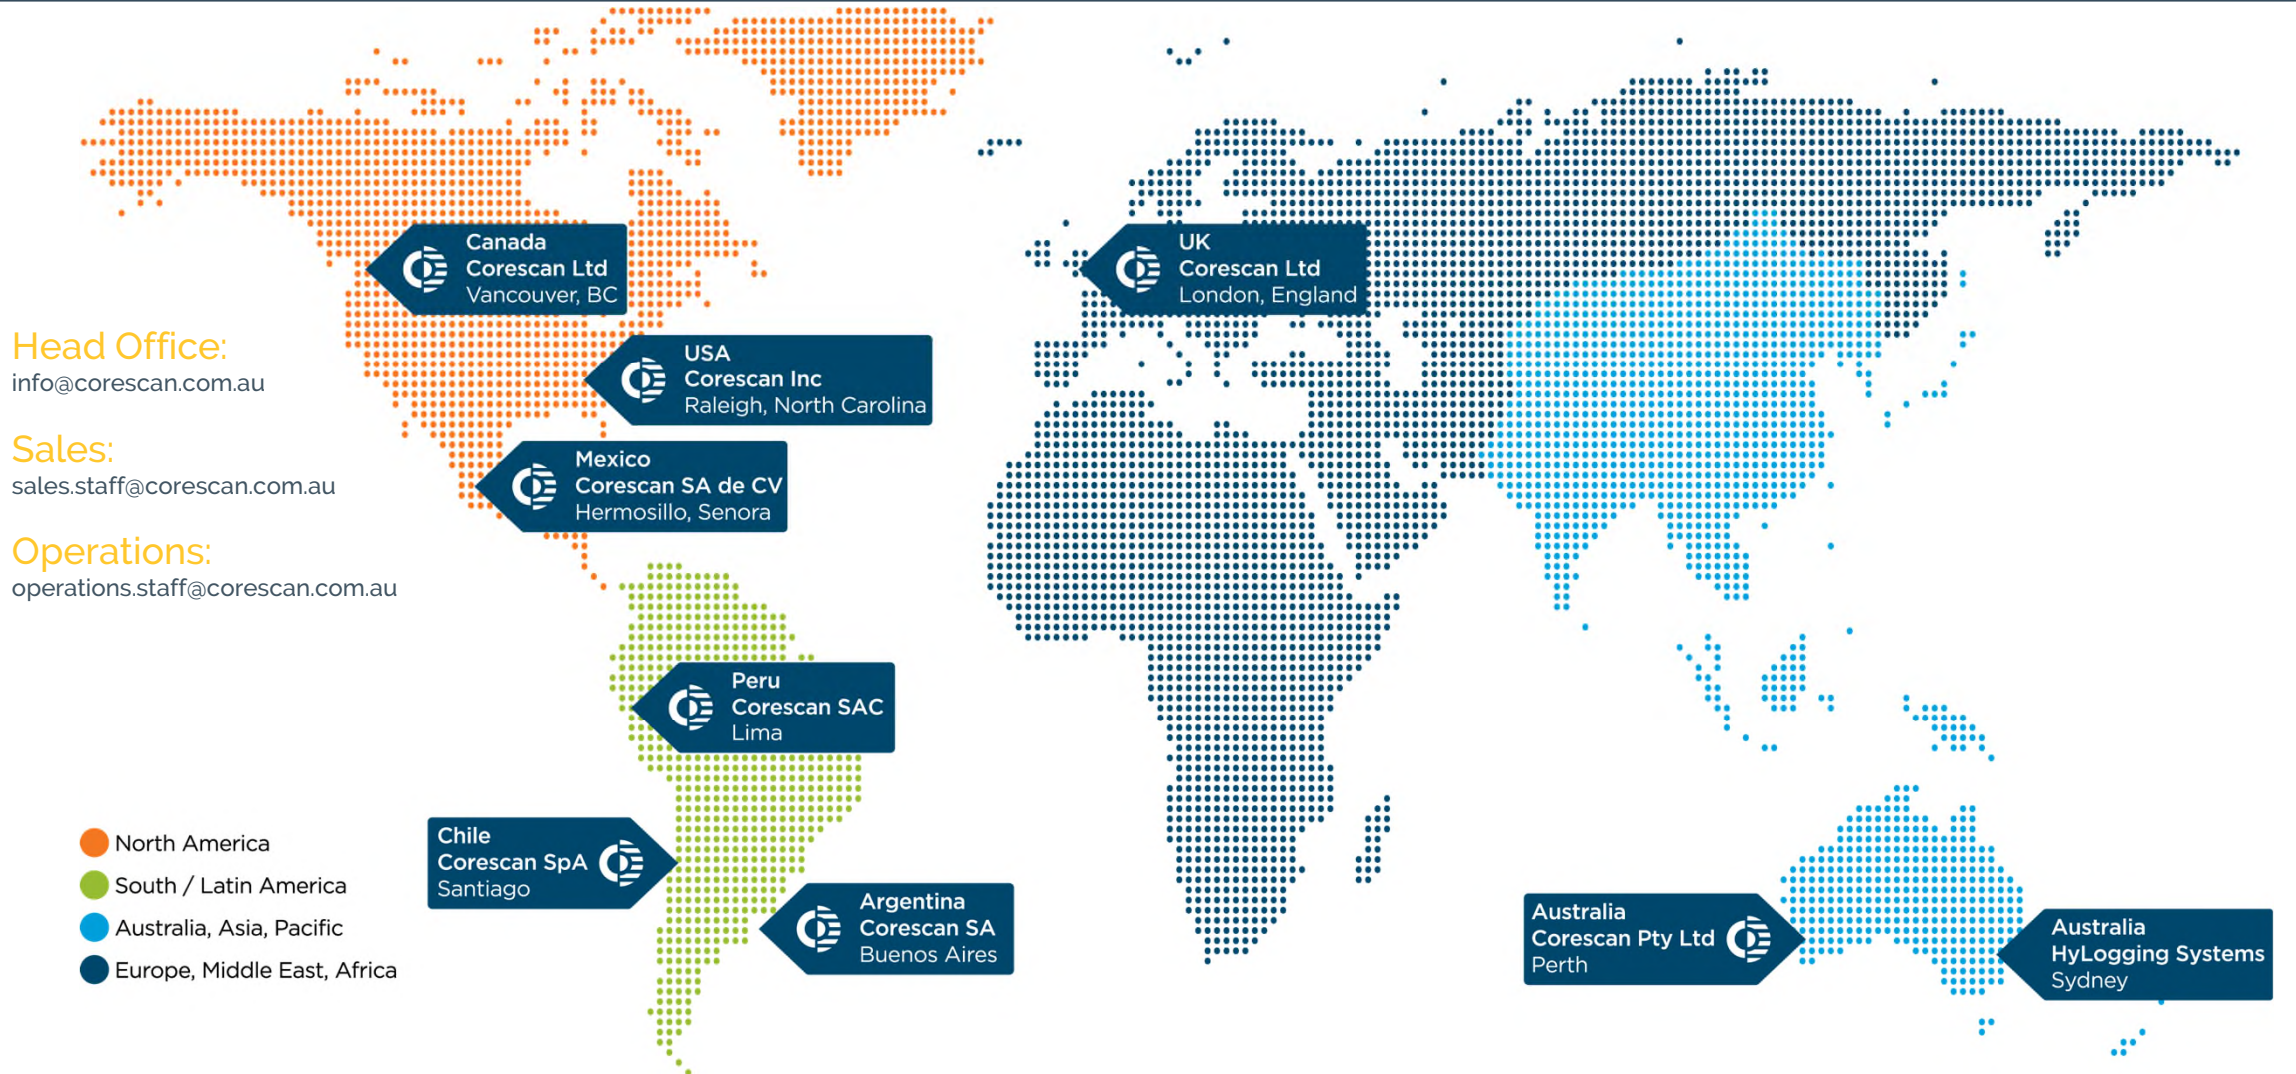 Canada
Corescan Ltd
Vancouver, BC
UK
Corescan Ltd
London, England
Head Office:
info@corescan.com.au
USA
Corescan Inc
Raleigh, North Carolina
Sales:
sales.staff@corescan.com.au
Mexico
Corescan SA de CV
Hermosillo, Senora
Operations:
operations.staff@corescan.com.au
Peru
Corescan SAC
Lima
North America
South / Latin America
Australia, Asia, Pacific
Europe, Middle East, Africa
Chile
Corescan SpA
Santiago
Argentina
Corescan SA
Buenos Aires
Australia
Corescan Pty Ltd
Perth
Australia
HyLogging Systems
Sydney